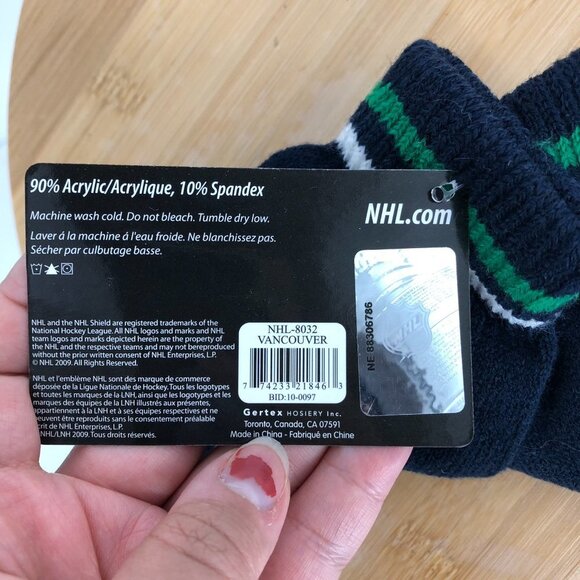 90% Acrylic/Acrylique, 10% Spandex
Machine wash cold. Do not bleach. Tumble dry low.
Laver á la machine á l'eau froide. Ne blanchissez pas.
Sécher par culbutage basse.
NHL.com
NHL and the NHL Shield are registered trademarks of the
National Hockey League. All NHL logos and marks and NHL
team logos and marks depicted herein are the property of
the NHL and the respective teams and may not be reproduced
without the prior written consent of NHL Enterprises, L.P.
© NHL 2009. All Rights Reserved.
NHL et l'emblème NHL sont des marque de commerce
déposée de la Ligue Nationale de Hockey. Tous les logotypes
et toutes les marques de la LNH, ainsi que les logotypes et
les marques des équipes de la LNH illustrés aux présentes,
appartiennent à la LNH et à ses équipes respectives et ne
peuvent être reproduits sans le consentement préalable
écrit de NHL Enterprises, L.P.
NHL/LNH 2009. Tous droits réservés.
NHL-8032
VANCOUVER
7 74233 21846 3
BID:10-0097
Gertex HOSIERY Inc.
Toronto, Canada, CA 07591
Made in China - Fabriqué en Chine
NE 88306786
NHL